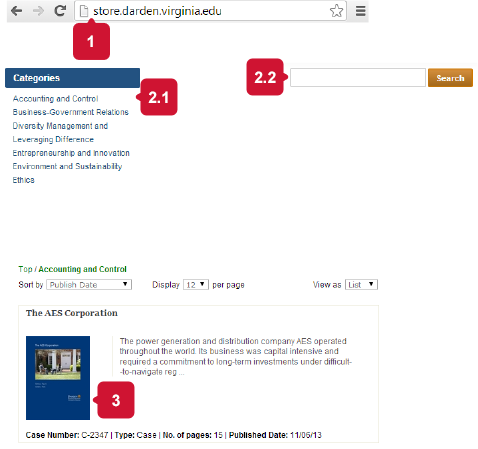 store.darden.virginia.edu
1
Categories
2.1
2.2
Search
Accounting and Control
Business-Government Relations
Diversity Management and
Leveraging Difference
Entrepreneurship and Innovation
Environment and Sustainability
Ethics
Top / Accounting and Control
Sort by Publish Date Display 12 per page View as List
The AES Corporation
The power generation and distribution company AES operated
throughout the world. Its business was capital intensive and
required a commitment to long-term investments under difficult-
-to-navigate reg ...
3
Case Number: C-2347 | Type: Case | No. of pages: 15 | Published Date: 11/06/13